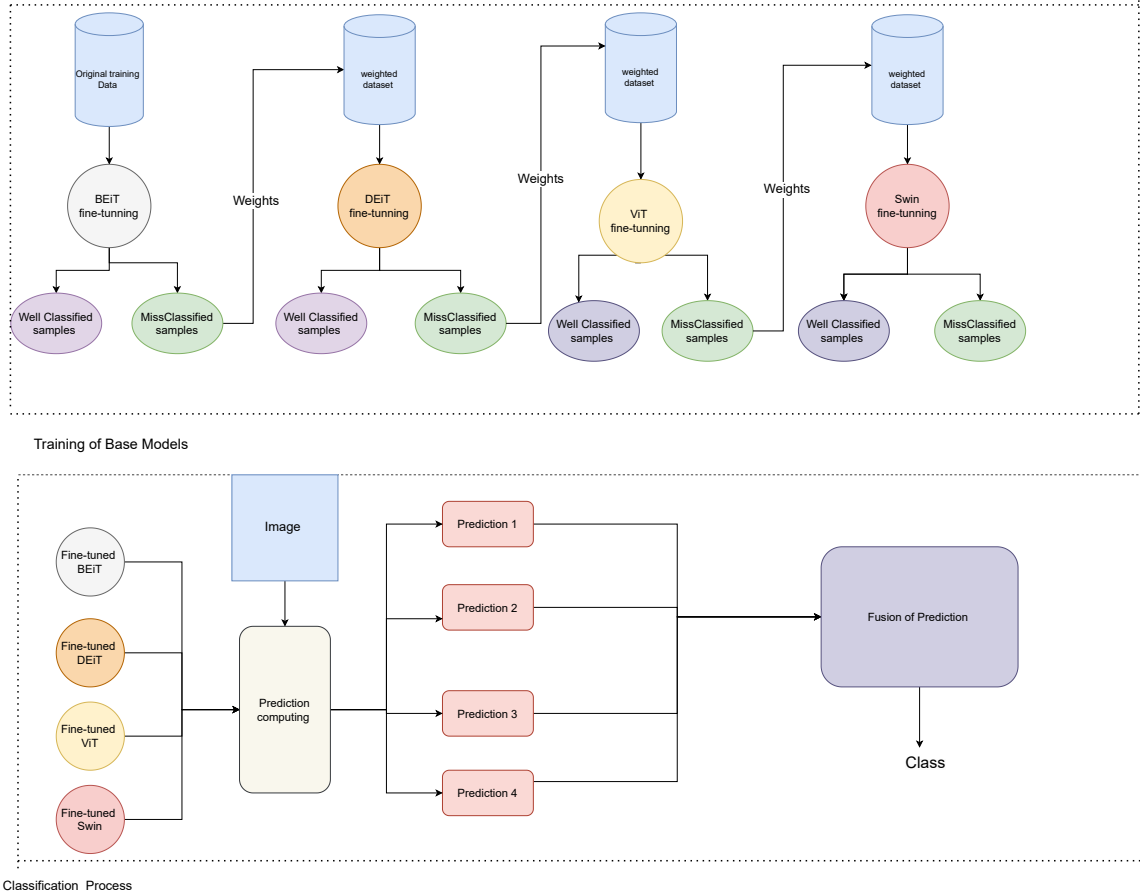 Original training
Data
weighted
dataset
weighted
dataset
weighted
dataset
BEiT
fine-tunning
Weights
DEiT
fine-tunning
Weights
ViT
fine-tunning
Weights
Swin
fine-tunning
Well Classified
samples
MissClassified
samples
Well Classified
samples
MissClassified
samples
Well Classified
samples
MissClassified
samples
Well Classified
samples
MissClassified
samples
Training of Base Models
Fine-tuned
BEiT
Fine-tuned
DEiT
Fine-tuned
ViT
Fine-tuned
Swin
Image
Prediction
computing
Prediction 1
Prediction 2
Prediction 3
Prediction 4
Fusion of Prediction
Class
Classification Process